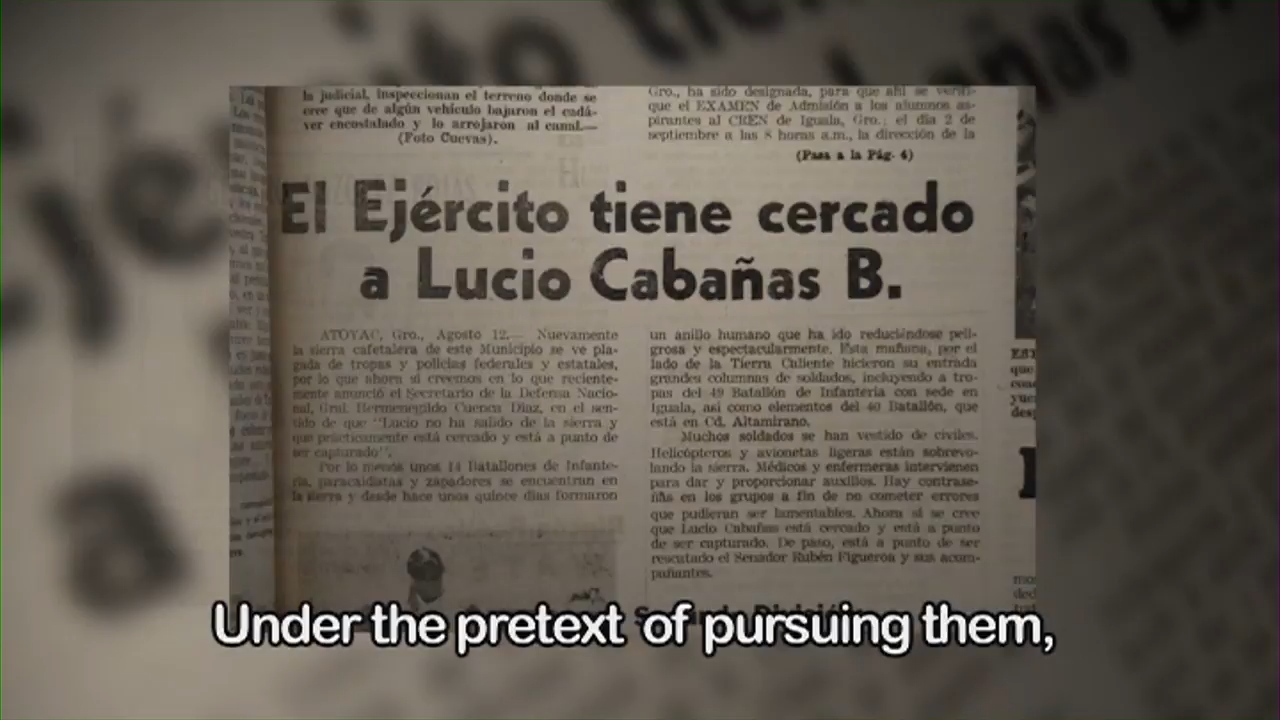 la judicial, inspeccionan el terreno donde se
cree que de algún vehículo bajaron el cadá-
ver encostalado y lo arrojaron al canal.—
(Foto Cuevas).
Gro., ha sido designada, para que ahí se verifi-
que el EXAMEN de Admisión a los alumnos as-
pirantes al CREN de Iguala, Gro.; el día 2 de
septiembre a las 8 horas a.m., la dirección de la
(Pasa a la Pág. 4)
El Ejército tiene cercado
a Lucio Cabañas B.
ATOYAC, Gro., Agosto 12.— Nuevamente
la sierra cafetalera de este Municipio se ve pla-
gada de tropas y policías federales y estatales,
por lo que ahora sí creemos en lo que reciente-
mente anunció el Secretario de la Defensa Nacio-
nal, Gral. Hermenegildo Cuenca Díaz, en el sen-
tido de que "Lucio no ha salido de la sierra y
que prácticamente está cercado y está a punto de
ser capturado".
Por lo menos unos 14 Batallones de Infante-
ría, paracaidistas y zapadores se encuentran en
la sierra y desde hace unos quince días formaron
un anillo humano que ha ido reduciéndose peli-
grosa y espectacularmente. Esta mañana, por el
lado de la Tierra Caliente hicieron su entrada
grandes columnas de soldados, incluyendo a tro-
pas del 49 Batallón de Infantería con sede en
Iguala, así como elementos del 40 Batallón, que
está en Cd. Altamirano.
Muchos soldados se han vestido de civiles.
Helicópteros y avionetas ligeras están sobrevo-
lando la sierra. Médicos y enfermeras intervienen
para dar y proporcionar auxilios. Hay contrase-
ñas en los grupos a fin de no cometer errores
que pudieran ser lamentables. Ahora sí se cree
que Lucio Cabañas está cercado y está a punto
de ser capturado. De paso, está a punto de ser
rescatado el Senador Rubén Figueroa y sus acom-
pañantes.
Under the pretext of pursuing them,